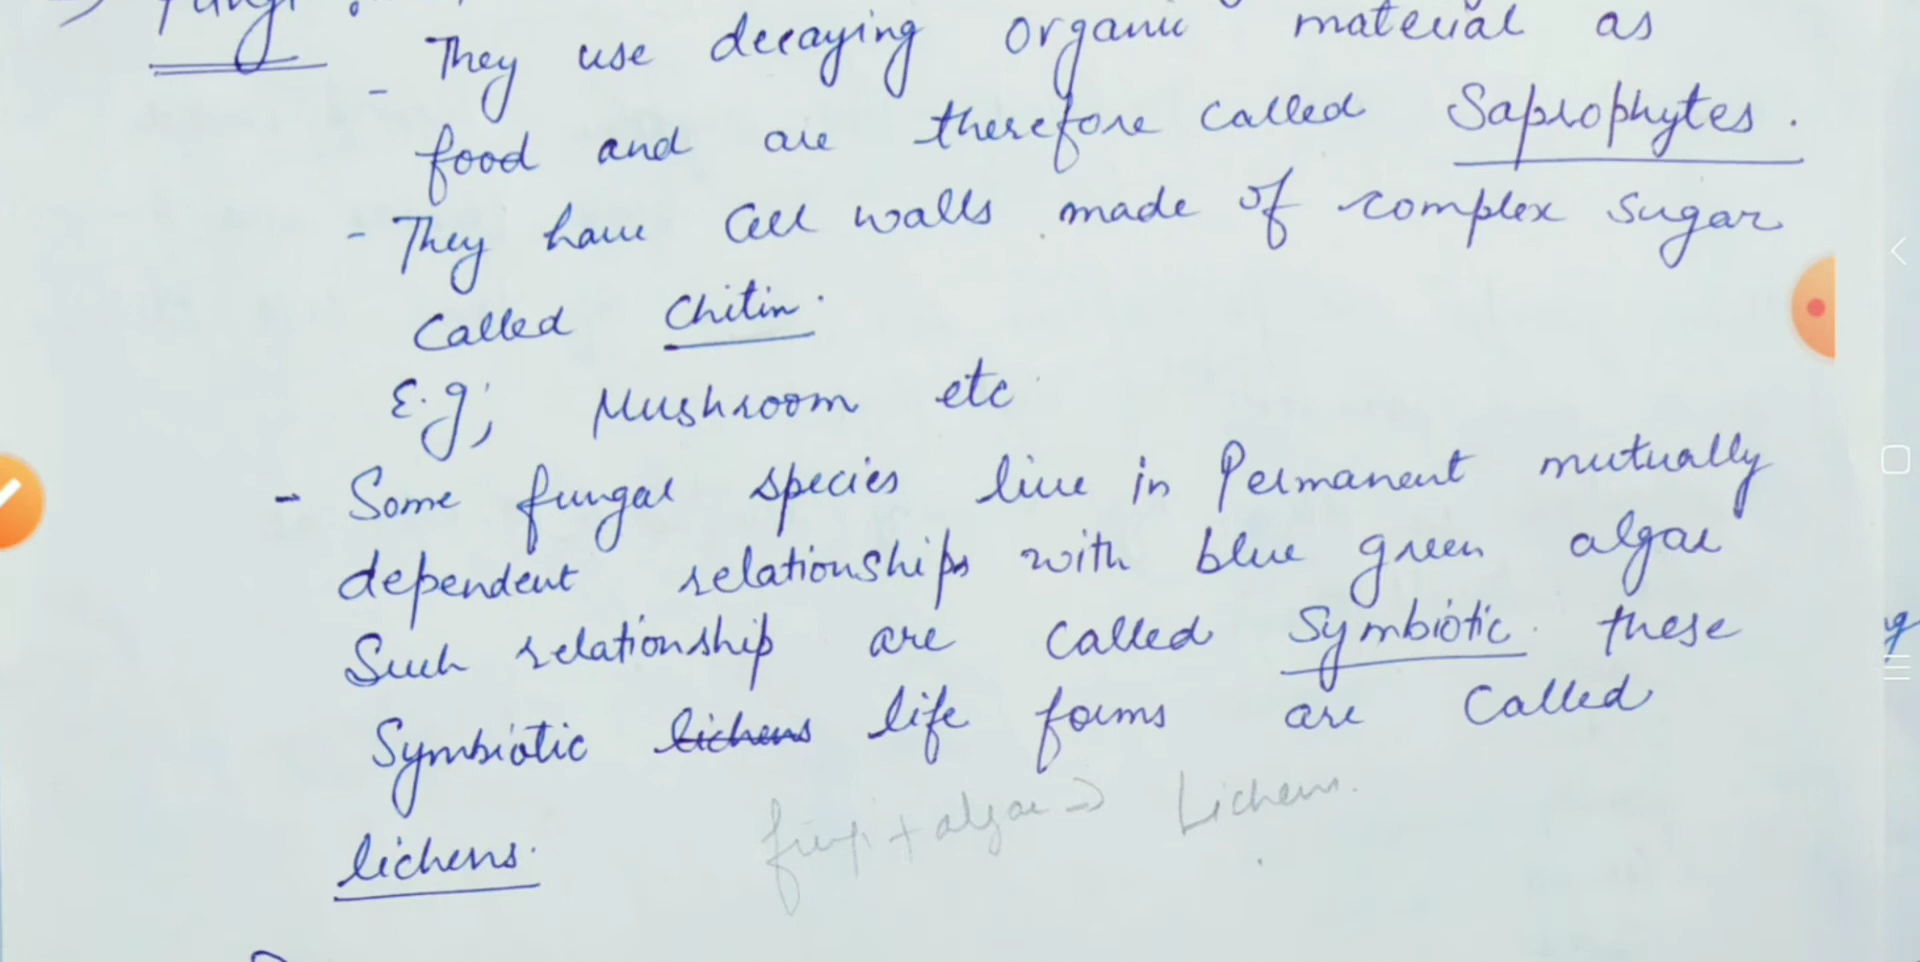 → Fungi :
- They use decaying organic material as
food and are therefore called Saprophytes.
- They have Cell walls made of complex sugar
called Chitin.
E.g; Mushroom etc
- Some fungal species live in Permanent mutually
dependent relationships with blue green algae
Such relationship are called Symbiotic. these
Symbiotic lichens life forms are called
lichens.
fungi + algae → Lichens.